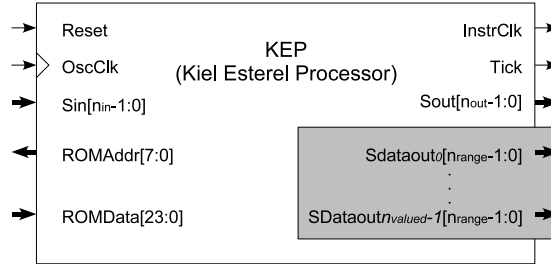 Reset
InstrClk
KEP
OscClk
(Kiel Esterel Processor)
Tick
Sin[nin-1:0]
Sout[nout-1:0]
ROMAddr[7:0]
Sdataout0[nrange-1:0]
.
.
.
ROMData[23:0]
SDataoutnvalued-1[nrange-1:0]